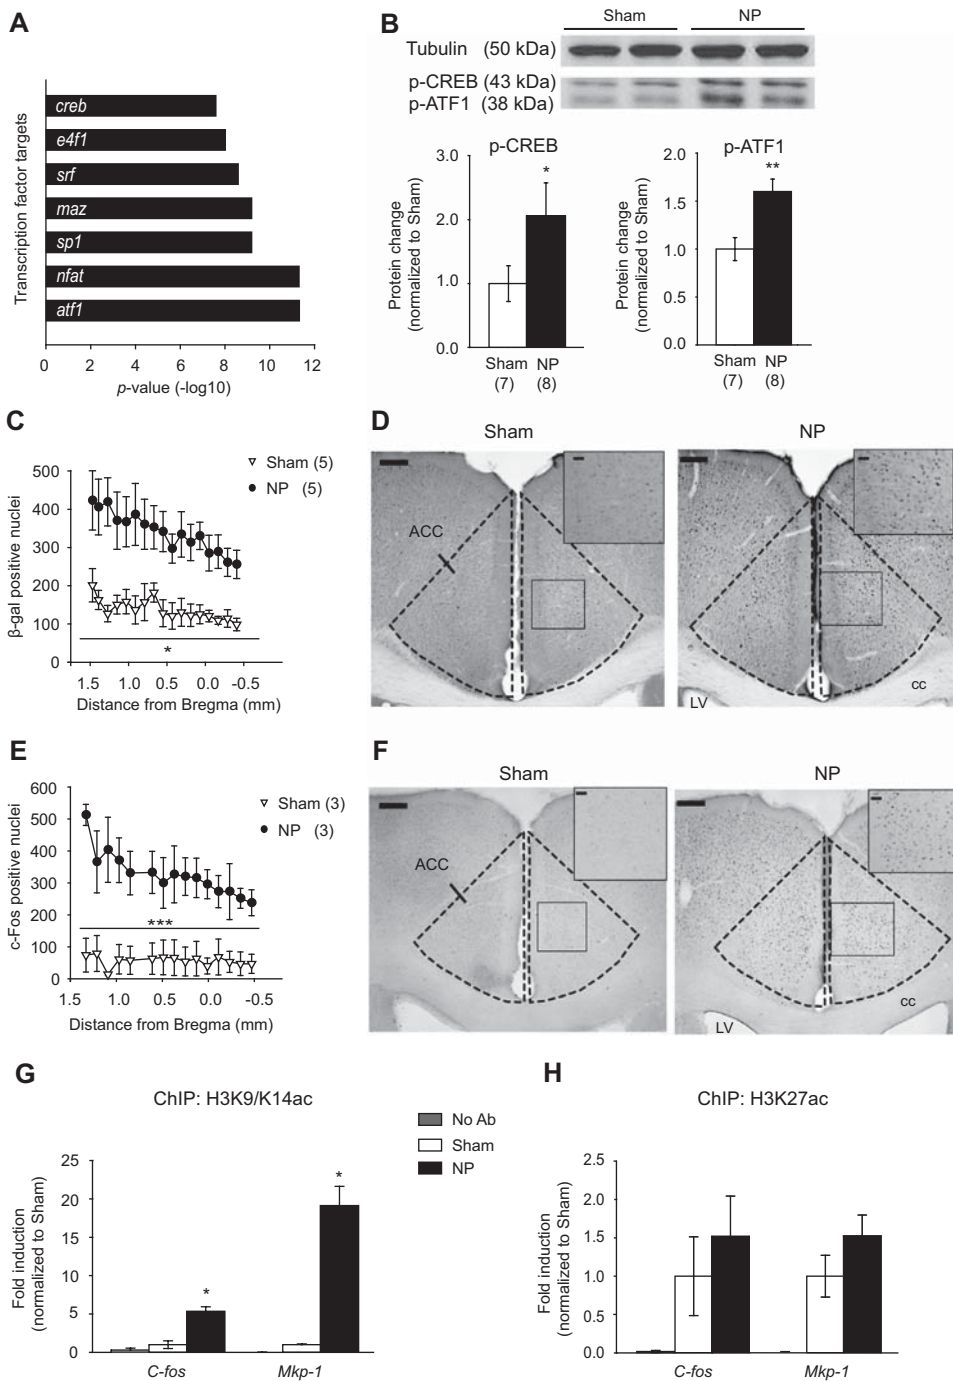 A
Transcription factor targets
creb
e4f1
srf
maz
sp1
nfat
atf1
0 2 4 6 8 10 12
p-value (-log10)
B
Sham NP
Tubulin (50 kDa)
p-CREB (43 kDa)
p-ATF1 (38 kDa)
p-CREB
Protein change
(normalized to Sham)
3.0
2.0
1.0
0.0
*
Sham NP
(7) (8)
p-ATF1
Protein change
(normalized to Sham)
2.0
1.5
1.0
0.5
0.0
**
Sham NP
(7) (8)
C
β-gal positive nuclei
500
400
300
200
100
0
Sham (5)
NP (5)
*
1.5 1.0 0.5 0.0 -0.5
Distance from Bregma (mm)
D
Sham
NP
ACC
LV
cc
E
c-Fos positive nuclei
600
500
400
300
200
100
0
Sham (3)
NP (3)
***
1.5 1.0 0.5 0.0 -0.5
Distance from Bregma (mm)
F
Sham
NP
ACC
LV
cc
G
ChIP: H3K9/K14ac
Fold induction
(normalized to Sham)
25
20
15
10
5
0
*
*
C-fos Mkp-1
No Ab
Sham
NP
H
ChIP: H3K27ac
Fold induction
(normalized to Sham)
2.5
2.0
1.5
1.0
0.5
0.0
C-fos Mkp-1